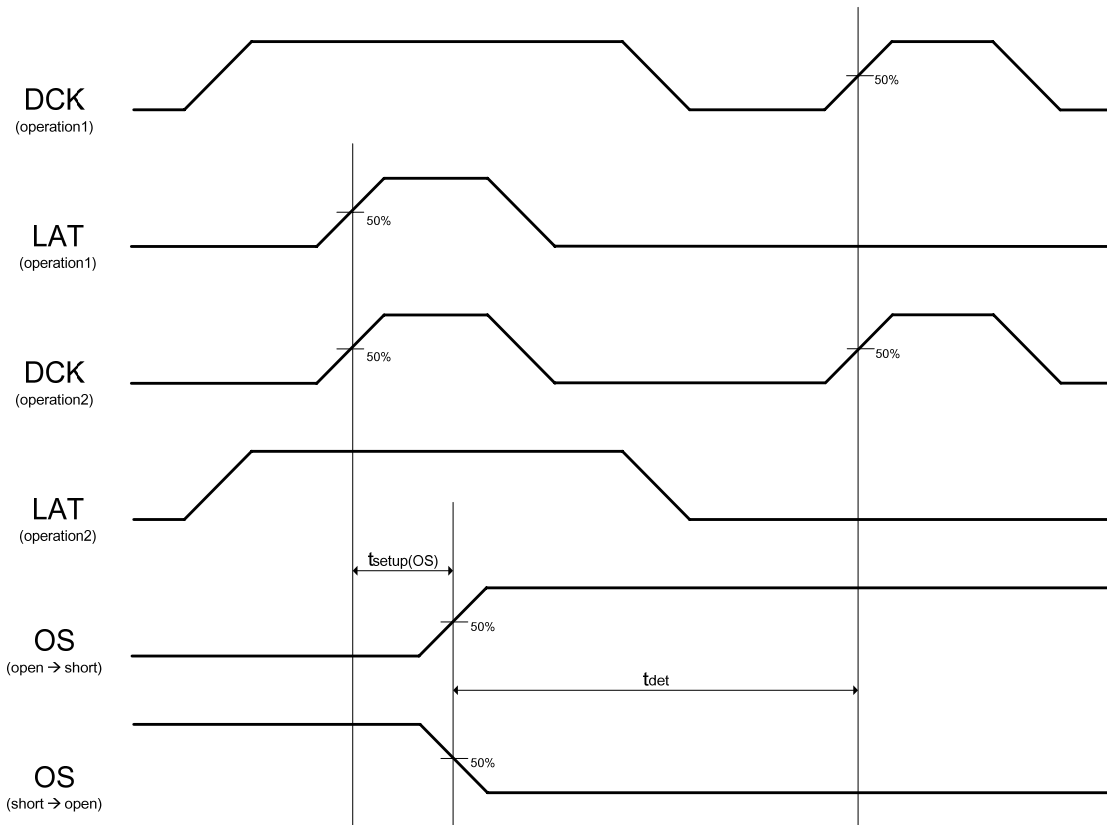 DCK
(operation1)
50%
LAT
(operation1)
50%
DCK
(operation2)
50%
50%
LAT
(operation2)
tsetup(OS)
OS
(open → short)
50%
tdet
OS
(short → open)
50%